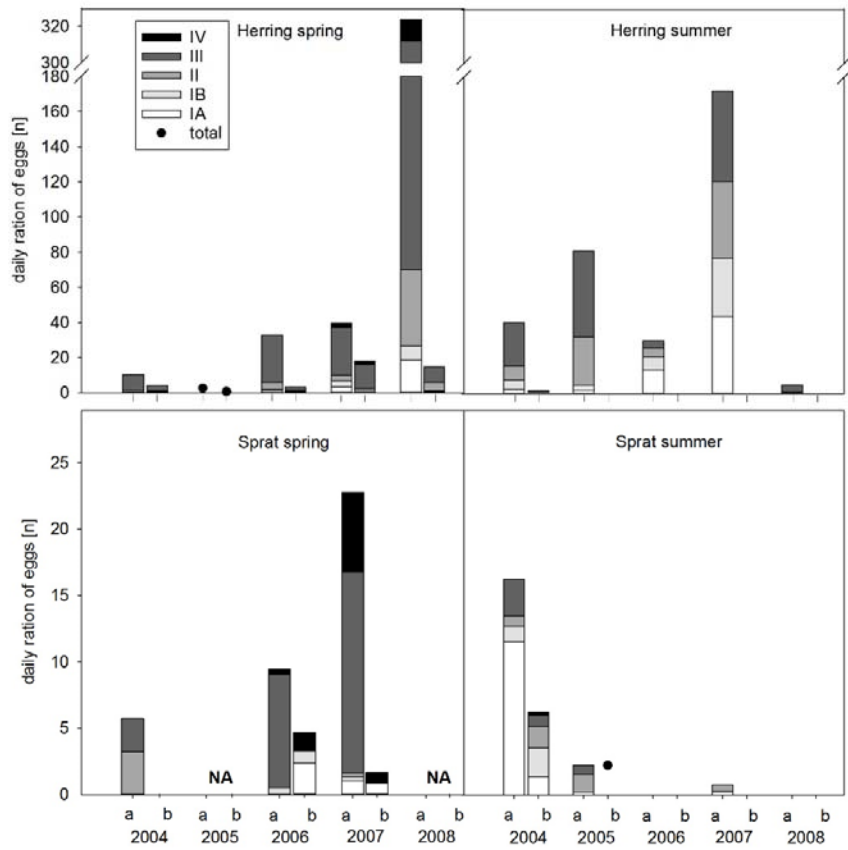 320
300
180
160
140
120
100
80
60
40
20
0
daily ration of eggs [n]
IV
III
II
IB
IA
total
Herring spring
Herring summer
25
20
15
10
5
0
daily ration of eggs [n]
Sprat spring
Sprat summer
NA
NA
a b a b a b a b a b a b a b a b a b a b
2004 2005 2006 2007 2008 2004 2005 2006 2007 2008